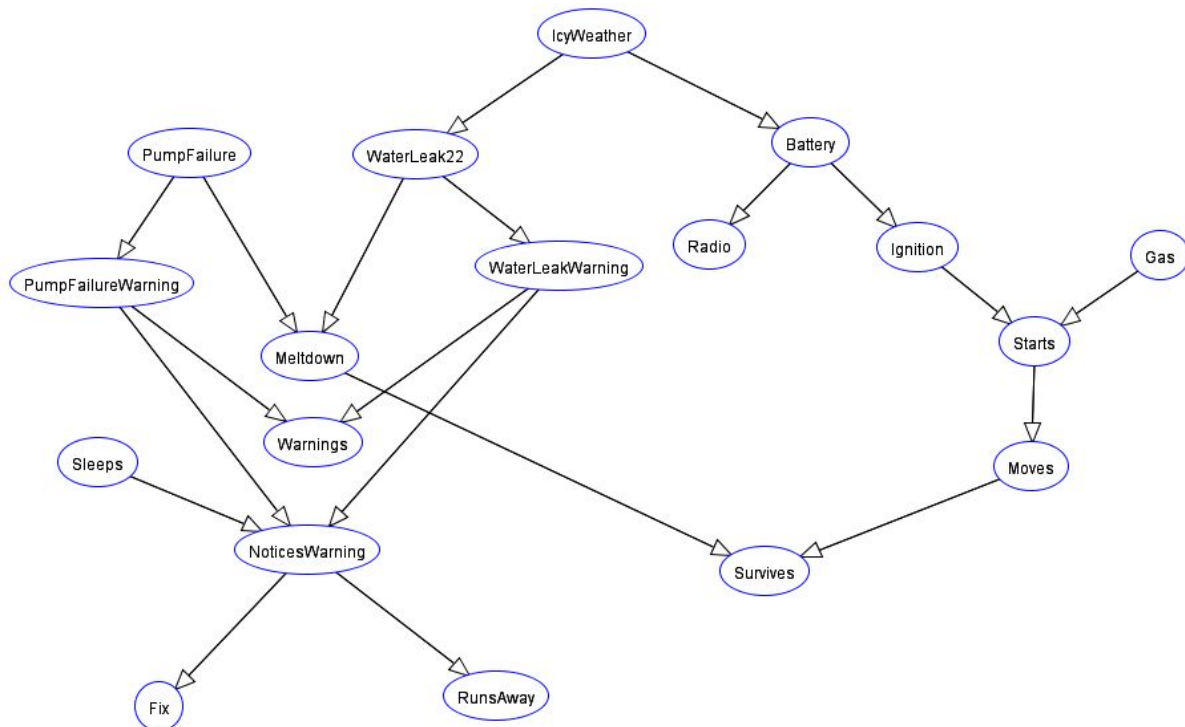 IcyWeather
Battery
PumpFailure
WaterLeak22
Radio
Ignition
Gas
WaterLeakWarning
PumpFailureWarning
Starts
Meltdown
Warnings
Sleeps
Moves
NoticesWarning
Survives
Fix
RunsAway